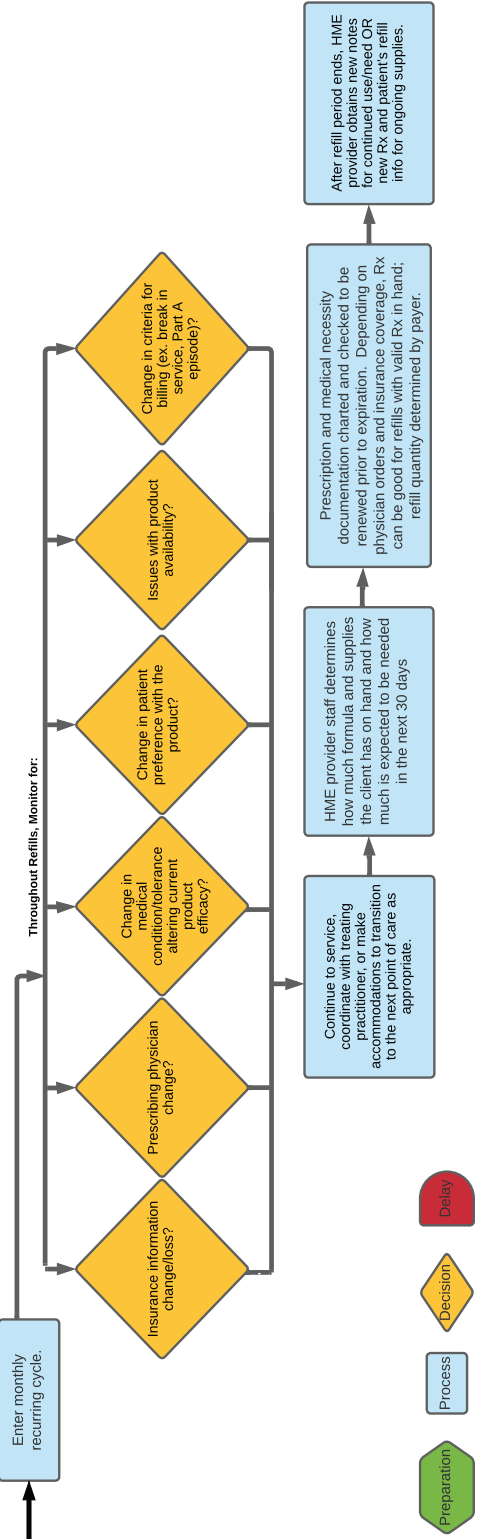 Enter monthly
recurring cycle.
Throughout Refills, Monitor for:
Insurance information
change/loss?
Prescribing physician
change?
Change in
medical
condition/tolerance
altering current
product
efficacy?
Change in patient
preference with the
product?
Issues with product
availability?
Change in criteria for
billing (ex. break in
service, Part A
episode)?
Continue to service,
coordinate with treating
practitioner, or make
accommodations to transition
to the next point of care as
appropriate.
HME provider staff determines
how much formula and supplies
the client has on hand and how
much is expected to be needed
in the next 30 days
Prescription and medical necessity
documentation charted and checked to be
renewed prior to expiration. Depending on
physician orders and insurance coverage, Rx
can be good for refills with valid Rx in hand;
refill quantity determined by payer.
After refill period ends, HME
provider obtains new notes
for continued use/need OR
new Rx and patient's refill
info for ongoing supplies.
Preparation
Process
Decision
Delay